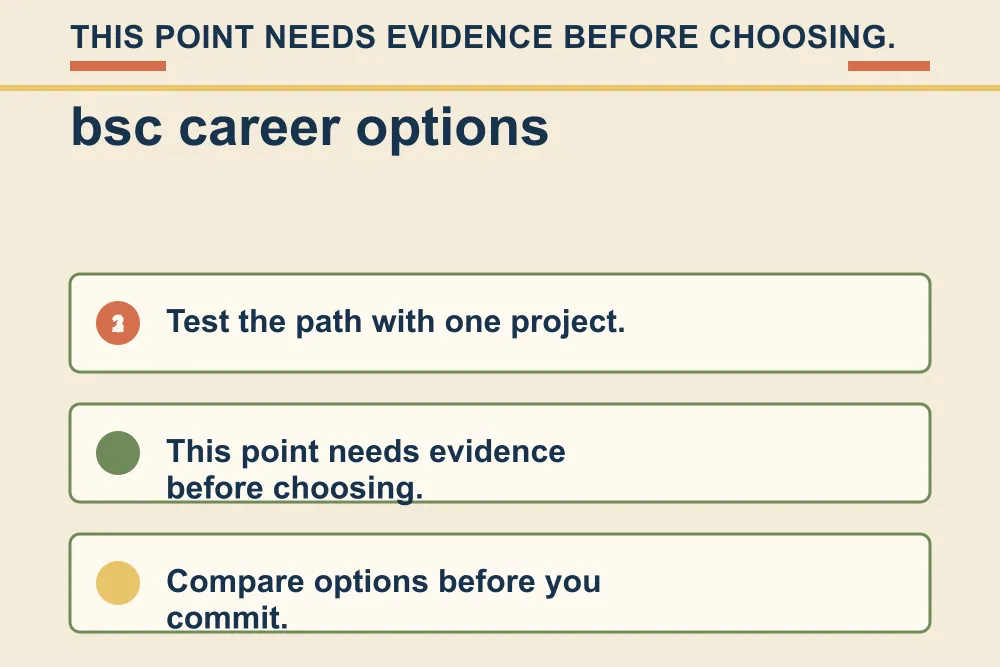 THIS POINT NEEDS EVIDENCE BEFORE CHOOSING.
bsc career options
Test the path with one project.
This point needs evidence
before choosing.
Compare options before you
commit.